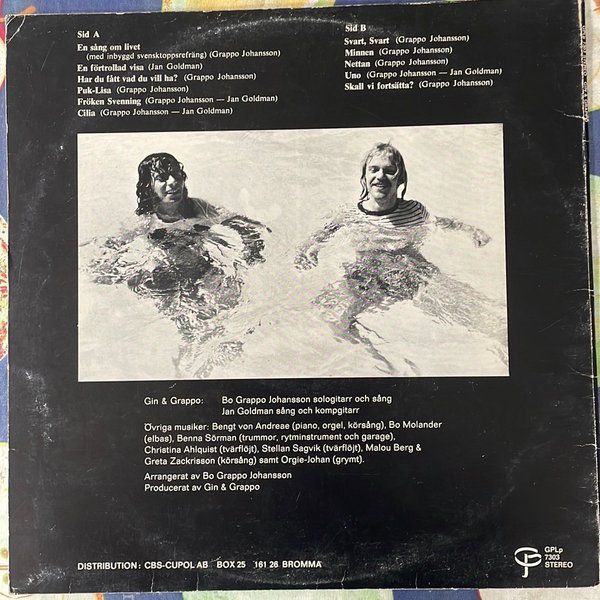 Sid A
En sång om livet
(med inbyggd svensktoppsrefräng) (Grappo Johansson)
En förtrollad visa (Jan Goldman)
Har du fått vad du vill ha? (Grappo Johansson)
Puk-Lisa (Grappo Johansson)
Fröken Svenning (Grappo Johansson — Jan Goldman)
Cilia (Grappo Johansson — Jan Goldman)
Sid B
Svart, Svart (Grappo Johansson)
Minnen (Grappo Johansson)
Nettan (Grappo Johansson)
Uno (Grappo Johansson — Jan Goldman)
Skall vi fortsätta? (Grappo Johansson)
Gin & Grappo: Bo Grappo Johansson sologitarr och sång
Jan Goldman sång och kompgitarr
Övriga musiker: Bengt von Andreae (piano, orgel, körsång), Bo Molander
(elbas), Benna Sörman (trummor, rytminstrument och garage),
Christina Ahlquist (tvärflöjt), Stellan Sagvik (tvärflöjt), Malou Berg &
Greta Zackrisson (körsång) samt Orgie-Johan (grymt).
Arrangerat av Bo Grappo Johansson
Producerat av Gin & Grappo
DISTRIBUTION: CBS-CUPOL AB BOX 25 161 26 BROMMA
GPLp
7303
STEREO